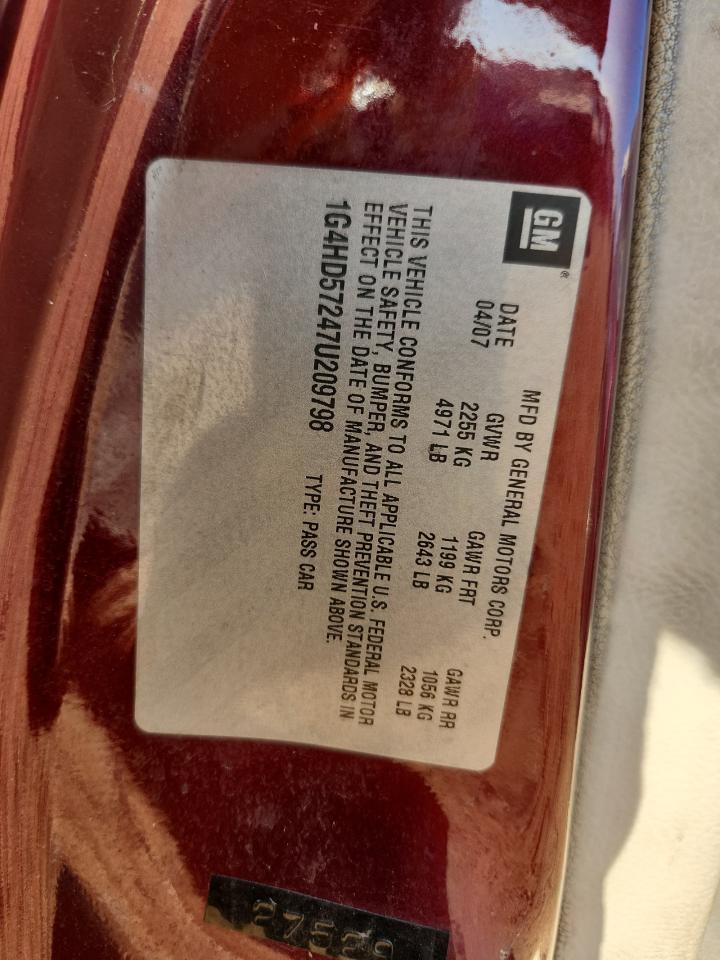 GM®
MFD BY GENERAL MOTORS CORP.
DATE GVWR GAWR FRT GAWR RR
04/07 2255 KG 1199 KG 1056 KG
4971 LB 2643 LB 2328 LB
THIS VEHICLE CONFORMS TO ALL APPLICABLE U.S. FEDERAL MOTOR
VEHICLE SAFETY, BUMPER, AND THEFT PREVENTION STANDARDS IN
EFFECT ON THE DATE OF MANUFACTURE SHOWN ABOVE.
1G4HD57247U209798 TYPE: PASS CAR